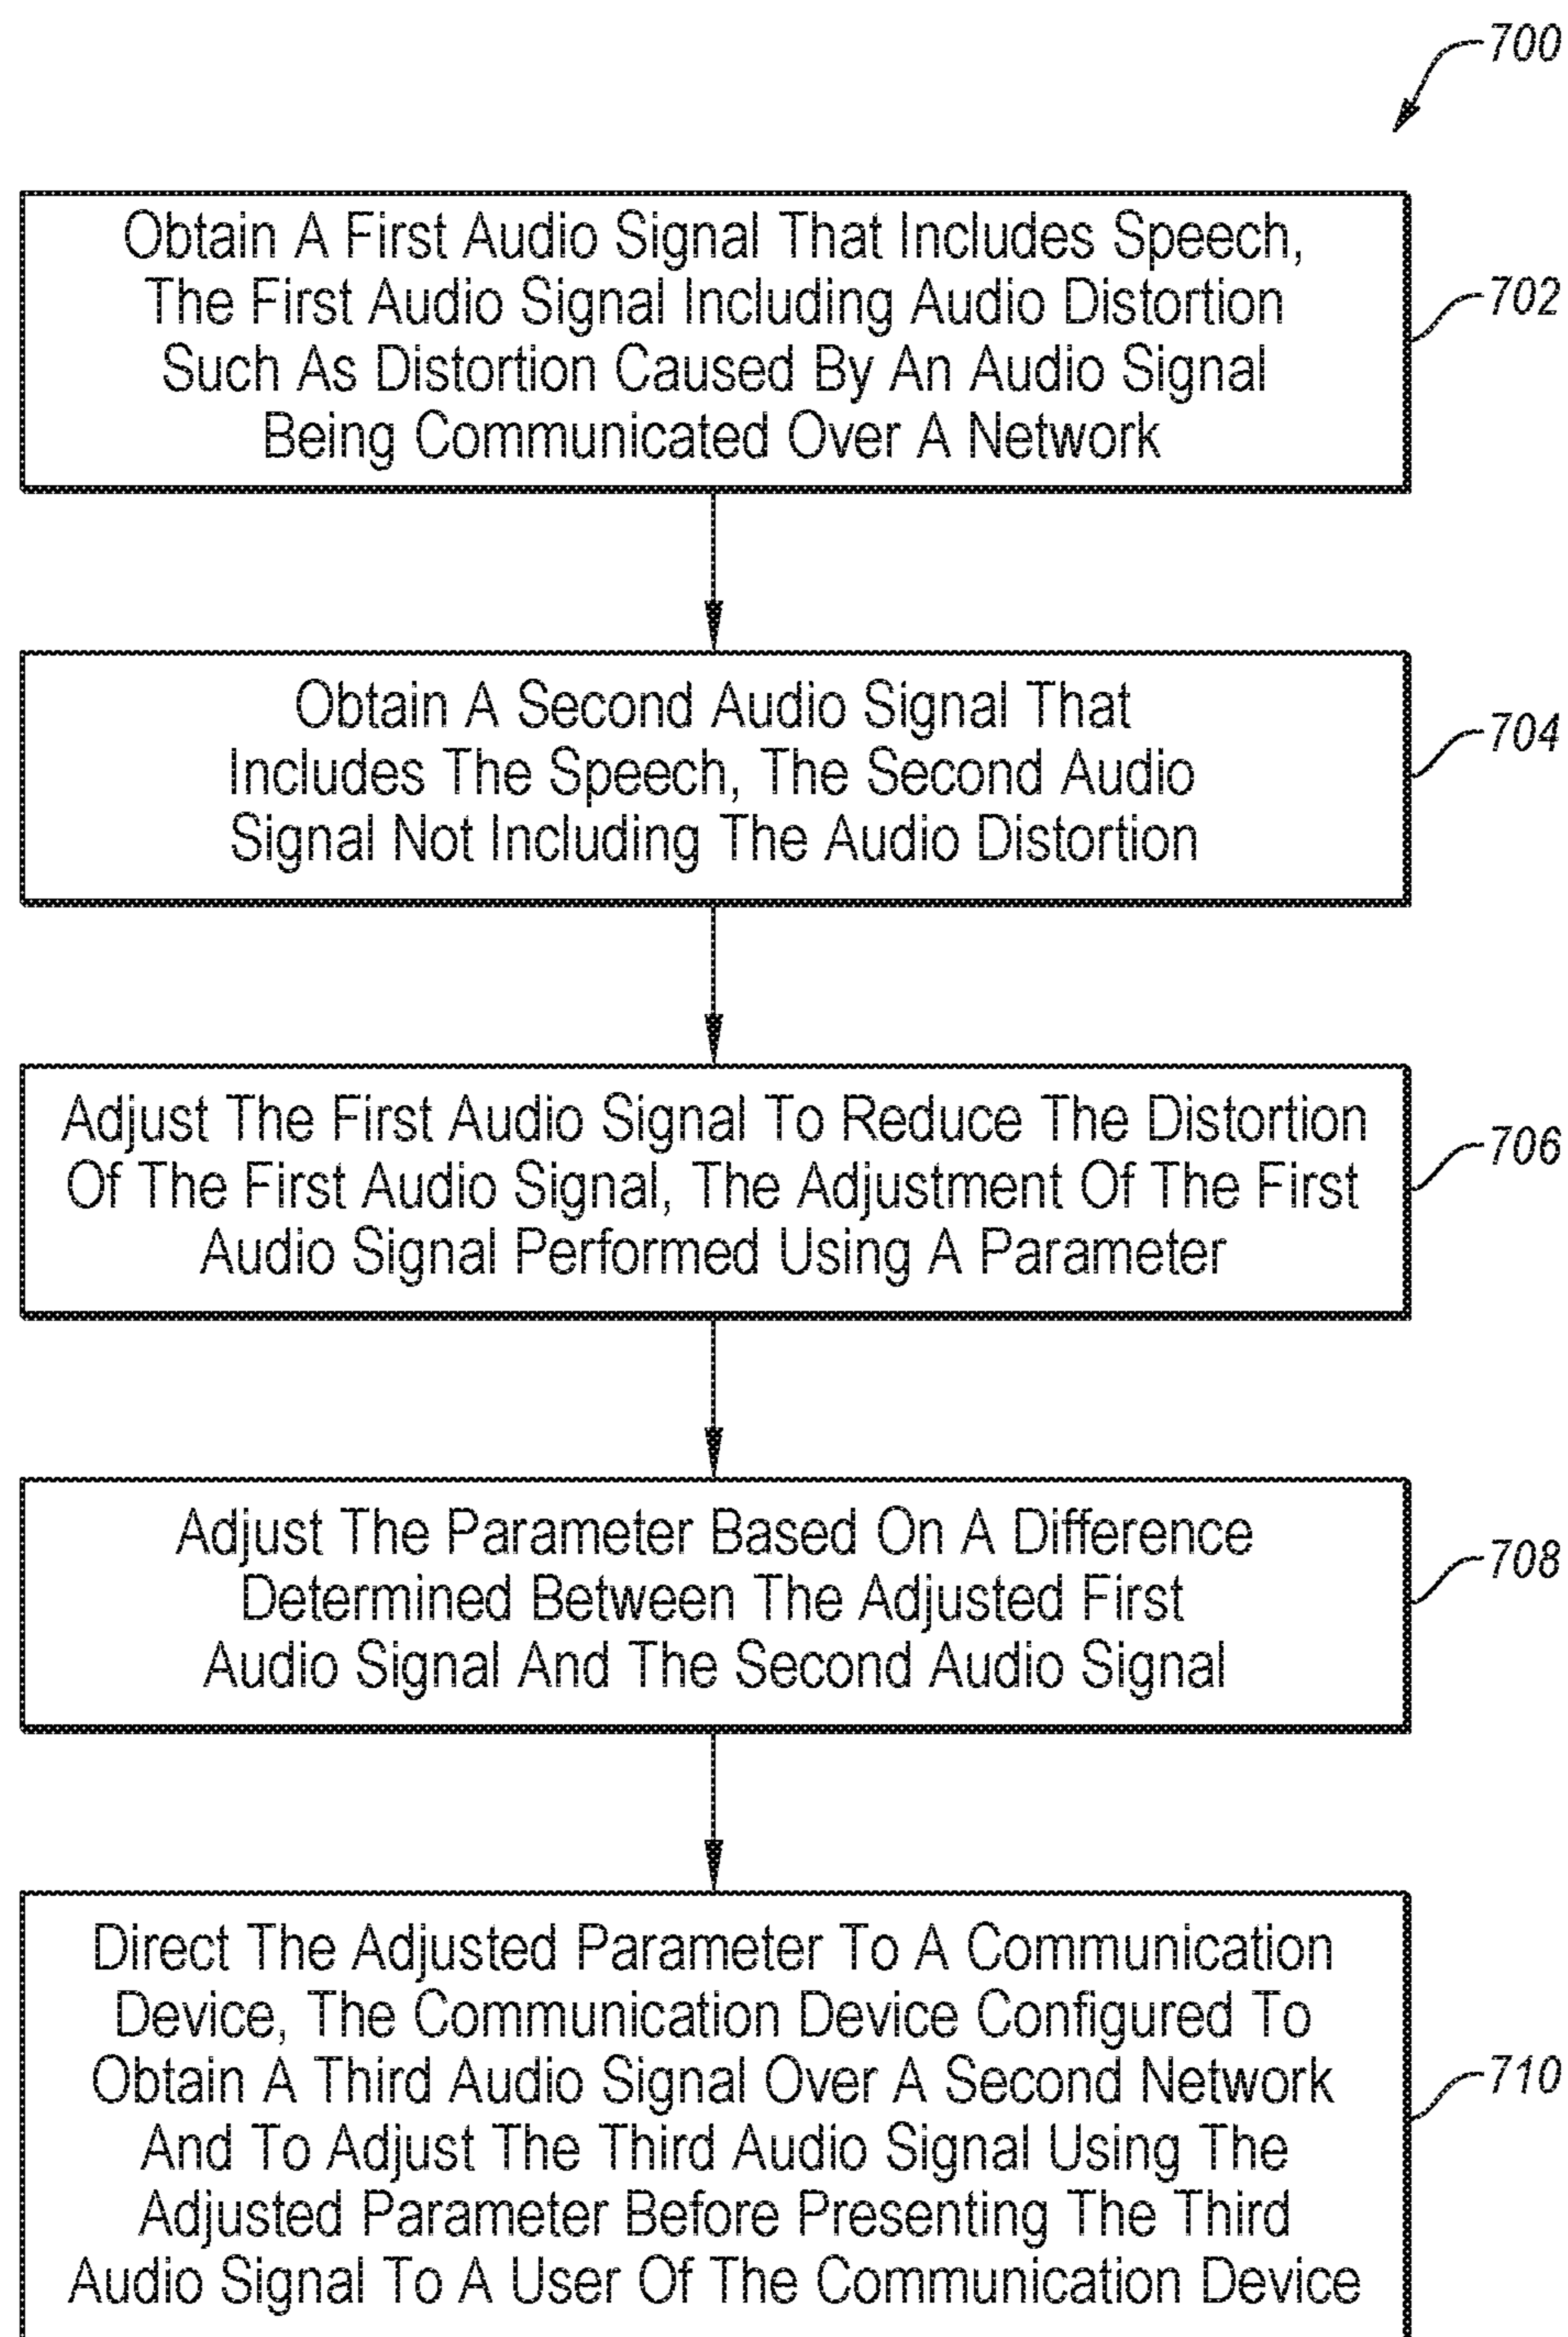 700
Obtain A First Audio Signal That Includes Speech,
The First Audio Signal Including Audio Distortion
Such As Distortion Caused By An Audio Signal
Being Communicated Over A Network
702
Obtain A Second Audio Signal That
Includes The Speech, The Second Audio
Signal Not Including The Audio Distortion
704
Adjust The First Audio Signal To Reduce The Distortion
Of The First Audio Signal, The Adjustment Of The First
Audio Signal Performed Using A Parameter
706
Adjust The Parameter Based On A Difference
Determined Between The Adjusted First
Audio Signal And The Second Audio Signal
708
Direct The Adjusted Parameter To A Communication
Device, The Communication Device Configured To
Obtain A Third Audio Signal Over A Second Network
And To Adjust The Third Audio Signal Using The
Adjusted Parameter Before Presenting The Third
Audio Signal To A User Of The Communication Device
710